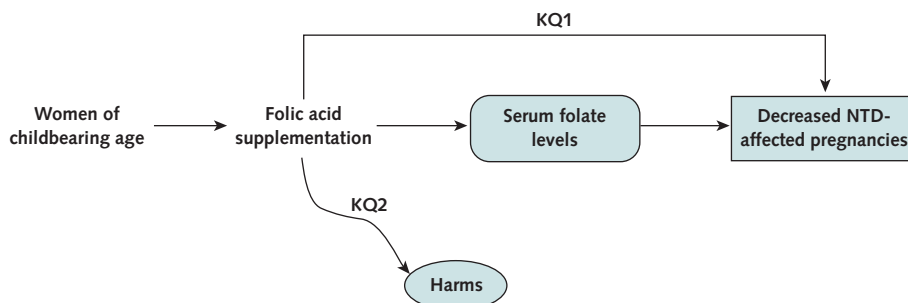 KQ1
Women of
childbearing age
Folic acid
supplementation
Serum folate
levels
Decreased NTD-
affected pregnancies
KQ2
Harms